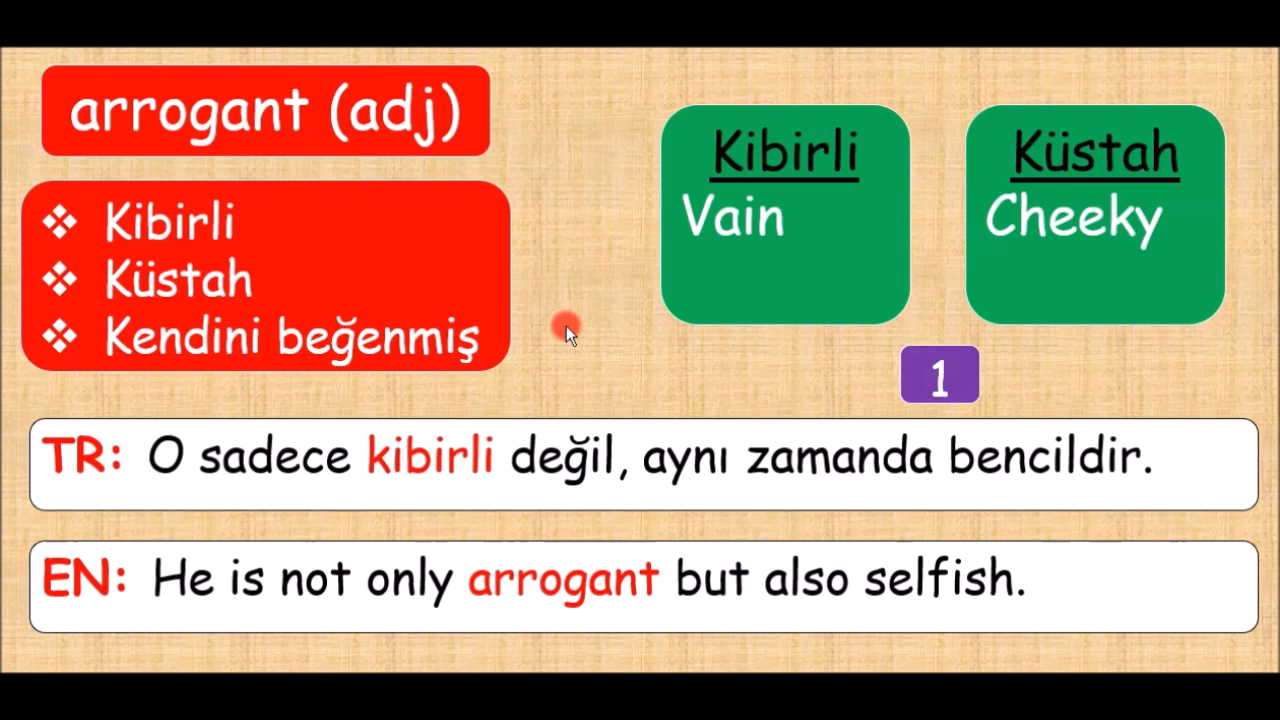 arrogant (adj)
Kibirli
Küstah
Kendini beğenmiş
Kibirli
Vain
Küstah
Cheeky
1
TR: O sadece kibirli değil, aynı zamanda bencildir.
EN: He is not only arrogant but also selfish.